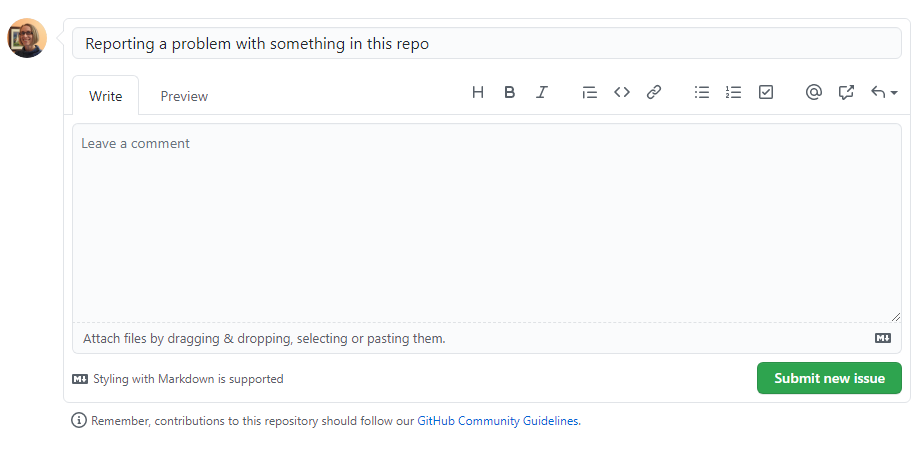 Reporting a problem with something in this repo
Write Preview H B I
Leave a comment
Attach files by dragging & dropping, selecting or pasting them.
Styling with Markdown is supported Submit new issue
Remember, contributions to this repository should follow our GitHub Community Guidelines.